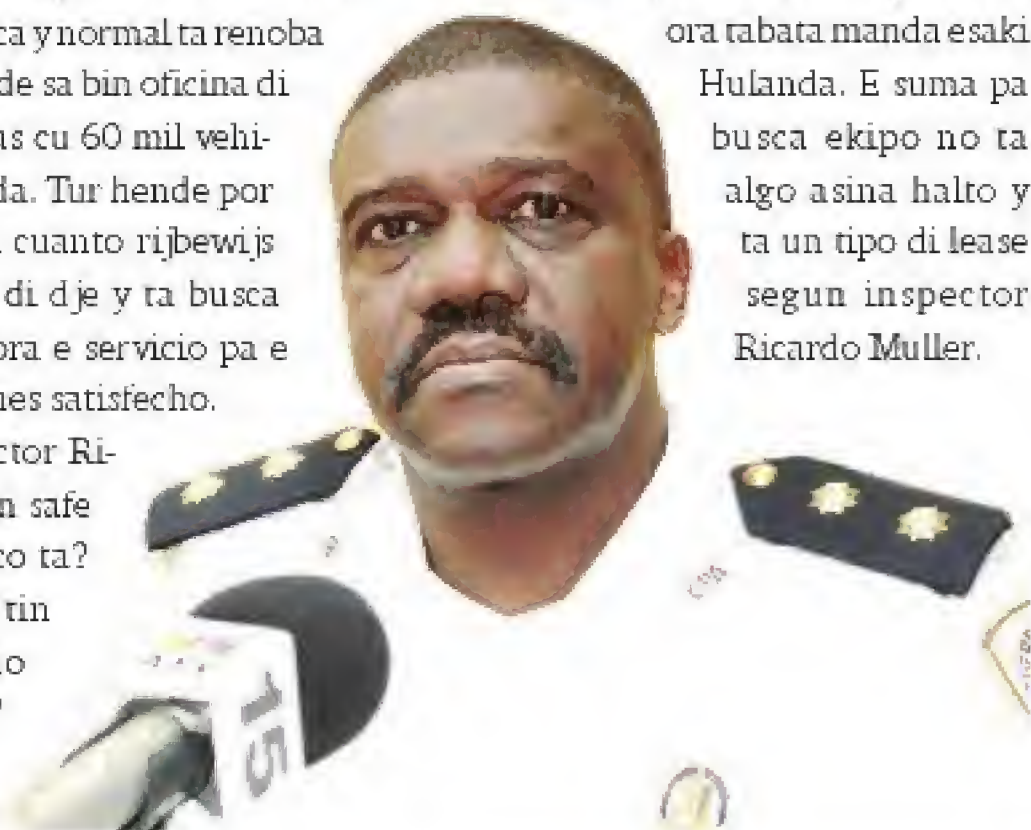 ca y normal ta renoba
de sa bin oficina di
as cu 60 mil vehi-
da. Tur hende por
cuanto rijbewijs
di dje y ta busca
ora e servicio pa e
nes satisfecho.
ctor Ri-
n safe
co ta?
tin
ora tabata manda esaki
Hulanda. E suma pa
busca ekipo no ta
algo asina halto y
ta un tipo di lease
segun inspector
Ricardo Muller.
15